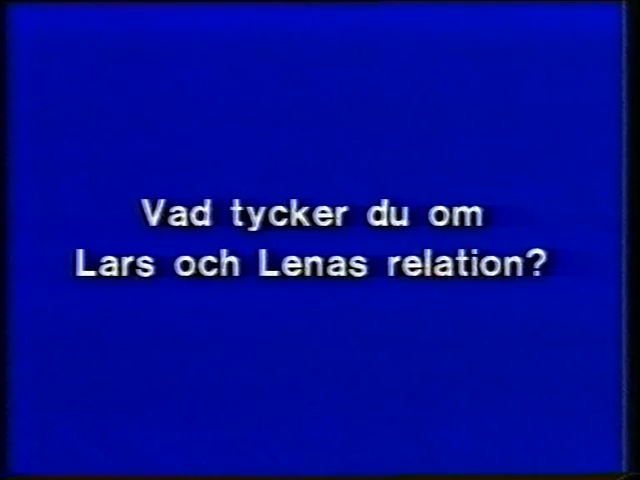 Vad tycker du om
Lars och Lenas relation?